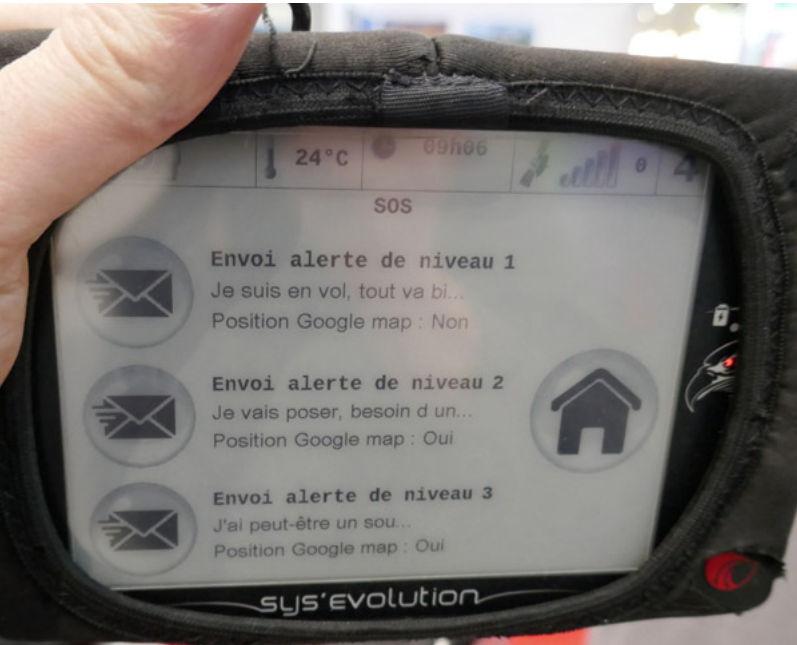 24°C
09h06
0
4
SOS
Envoi alerte de niveau 1
Je suis en vol, tout va bi...
Position Google map : Non
Envoi alerte de niveau 2
Je vais poser, besoin d un...
Position Google map : Oui
Envoi alerte de niveau 3
J'ai peut-être un sou...
Position Google map : Oui
sys'evolution